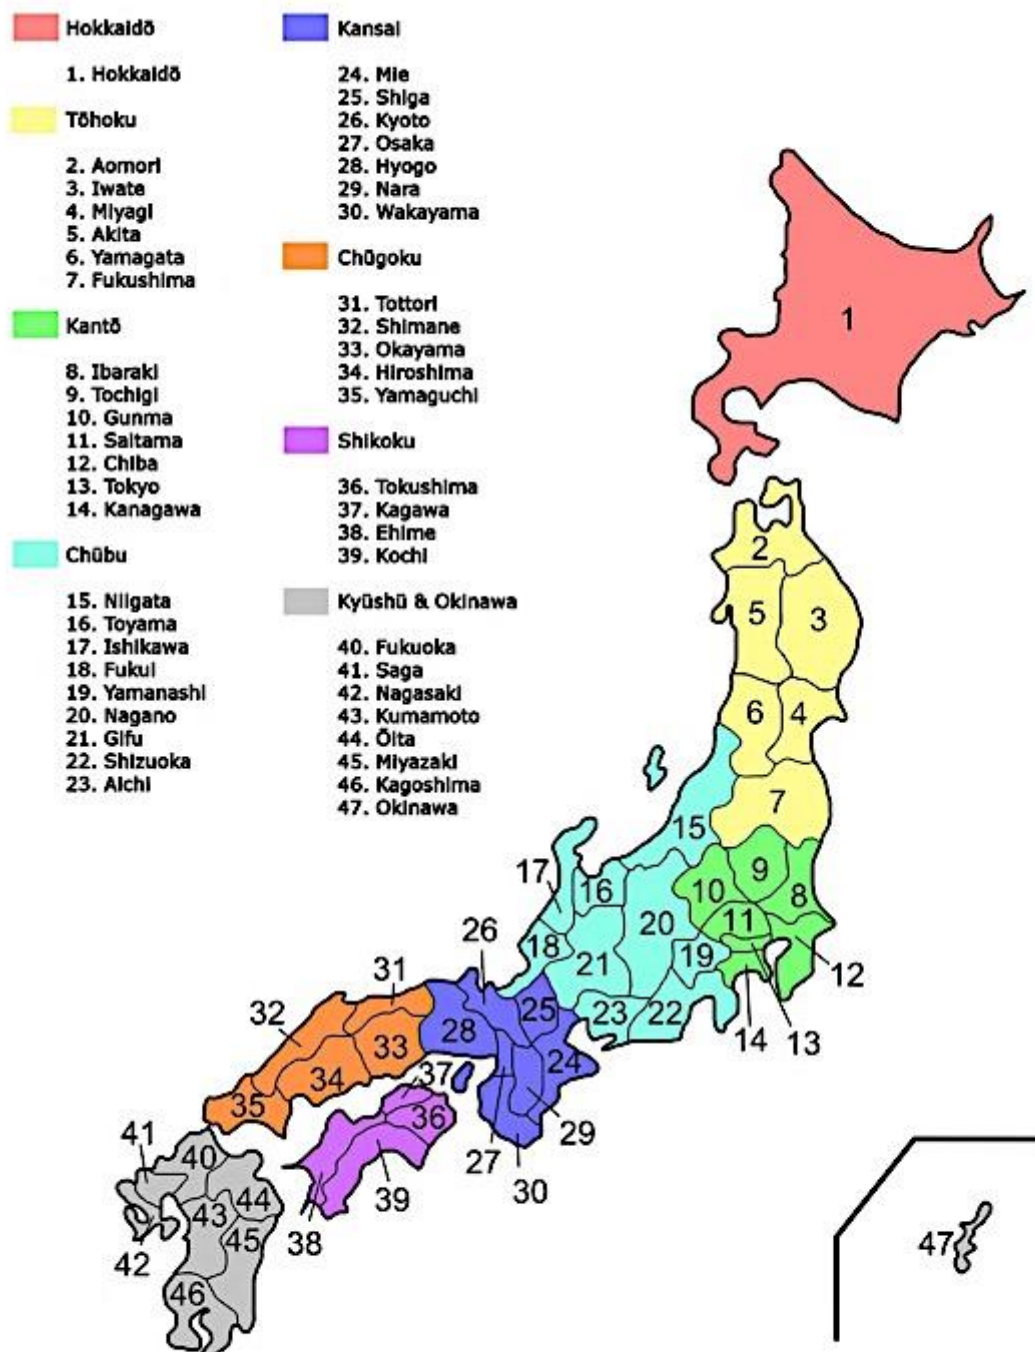 Hokkaidō
1. Hokkaidō
Tōhoku
2. Aomori
3. Iwate
4. Miyagi
5. Akita
6. Yamagata
7. Fukushima
Kantō
8. Ibaraki
9. Tochigi
10. Gunma
11. Saitama
12. Chiba
13. Tokyo
14. Kanagawa
Chūbu
15. Niigata
16. Toyama
17. Ishikawa
18. Fukui
19. Yamanashi
20. Nagano
21. Gifu
22. Shizuoka
23. Aichi
Kansai
24. Mie
25. Shiga
26. Kyoto
27. Osaka
28. Hyogo
29. Nara
30. Wakayama
Chūgoku
31. Tottori
32. Shimane
33. Okayama
34. Hiroshima
35. Yamaguchi
Shikoku
36. Tokushima
37. Kagawa
38. Ehime
39. Kochi
Kyūshū & Okinawa
40. Fukuoka
41. Saga
42. Nagasaki
43. Kumamoto
44. Ōita
45. Miyazaki
46. Kagoshima
47. Okinawa
1
2
5
3
6
4
7
15
9
17
16
10
8
11
20
26
18
19
21
12
31
25
32
23
22
28
14
13
33
24
34
37
35
36
29
41
40
27
30
39
44
43
38
45
42
47
46